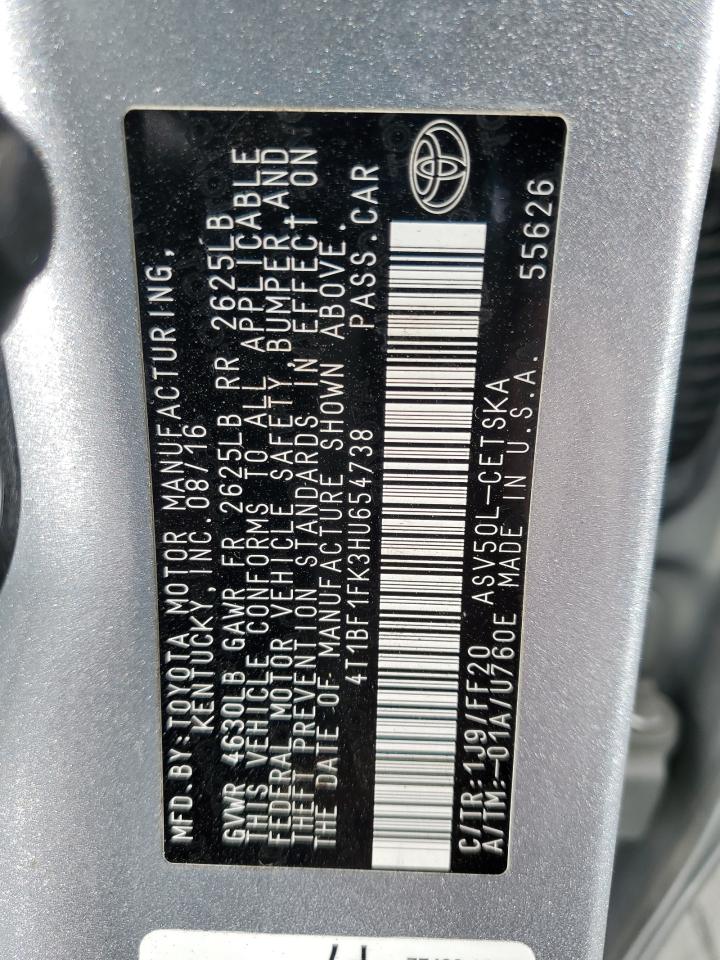 MFD.BY:TOYOTA MOTOR MANUFACTURING,
KENTUCKY, INC. 08/16
GVWR 4630LB GAWR FR 2625LB RR 2625LB
THIS VEHICLE CONFORMS TO ALL APPLICABLE
FEDERAL MOTOR VEHICLE SAFETY, BUMPER, AND
THEFT PREVENTION STANDARDS IN EFFECT ON
THE DATE OF MANUFACTURE SHOWN ABOVE.
4T1BF1FK3HU654738 PASS.CAR
C/TR:1J9/FF20 ASV50L-CETSKA
A/TM:-01A/U760E MADE IN U.S.A. 55626